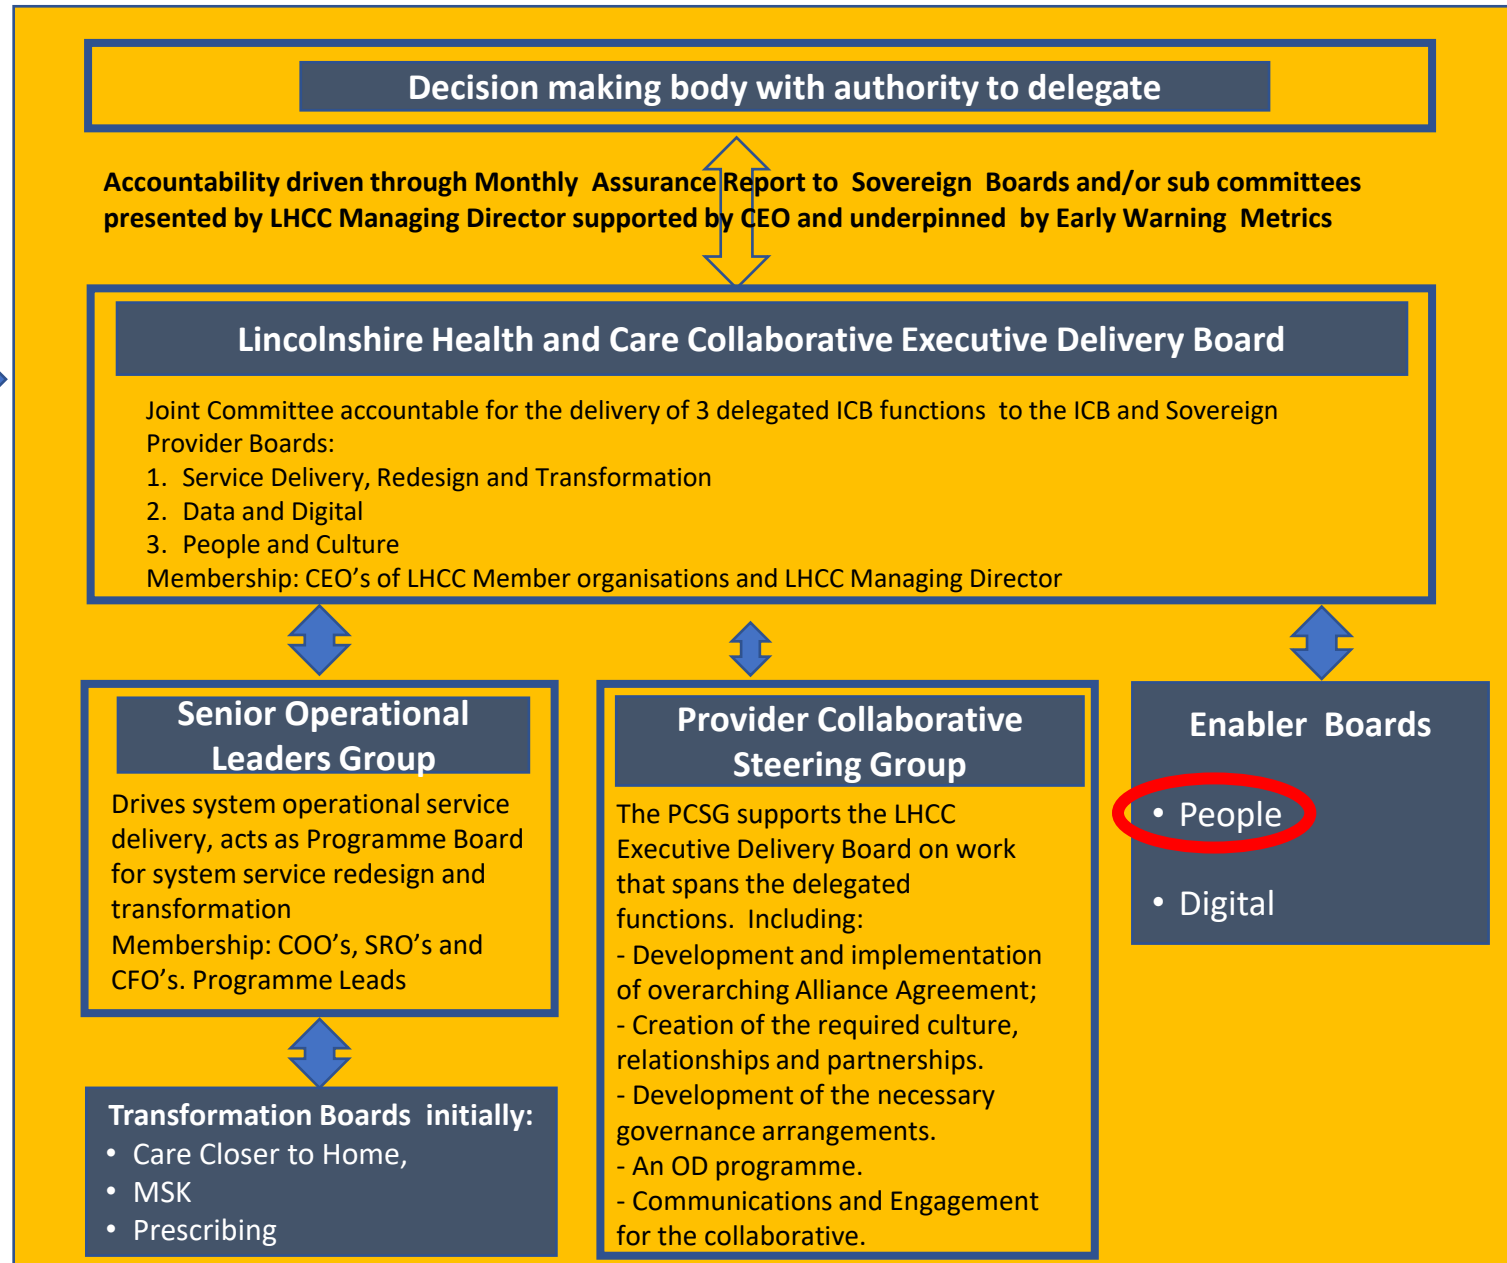 Decision making body with authority to delegate
Accountability driven through Monthly Assurance Report to Sovereign Boards and/or sub committees
presented by LHCC Managing Director supported by CEO and underpinned by Early Warning Metrics
Lincolnshire Health and Care Collaborative Executive Delivery Board
Joint Committee accountable for the delivery of 3 delegated ICB functions to the ICB and Sovereign
Provider Boards:
1. Service Delivery, Redesign and Transformation
2. Data and Digital
3. People and Culture
Membership: CEO's of LHCC Member organisations and LHCC Managing Director
Senior Operational
Leaders Group
Drives system operational service
delivery, acts as Programme Board
for system service redesign and
transformation
Membership: COO's, SRO's and
CFO's. Programme Leads
Transformation Boards initially:
• Care Closer to Home,
• MSK
• Prescribing
Provider Collaborative
Steering Group
The PCSG supports the LHCC
Executive Delivery Board on work
that spans the delegated
functions. Including:
- Development and implementation
of overarching Alliance Agreement;
- Creation of the required culture,
relationships and partnerships.
- Development of the necessary
governance arrangements.
- An OD programme.
- Communications and Engagement
for the collaborative.
Enabler Boards
• People
• Digital